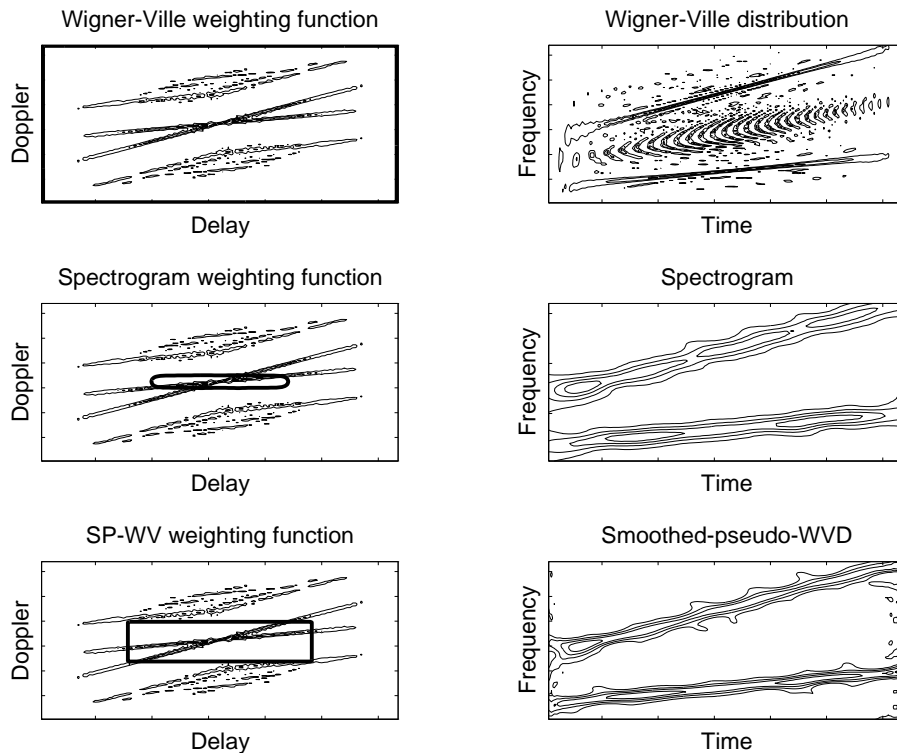 Wigner-Ville weighting function
Doppler
Delay
Wigner-Ville distribution
Frequency
Time
Spectrogram weighting function
Doppler
Delay
Spectrogram
Frequency
Time
SP-WV weighting function
Doppler
Delay
Smoothed-pseudo-WVD
Frequency
Time